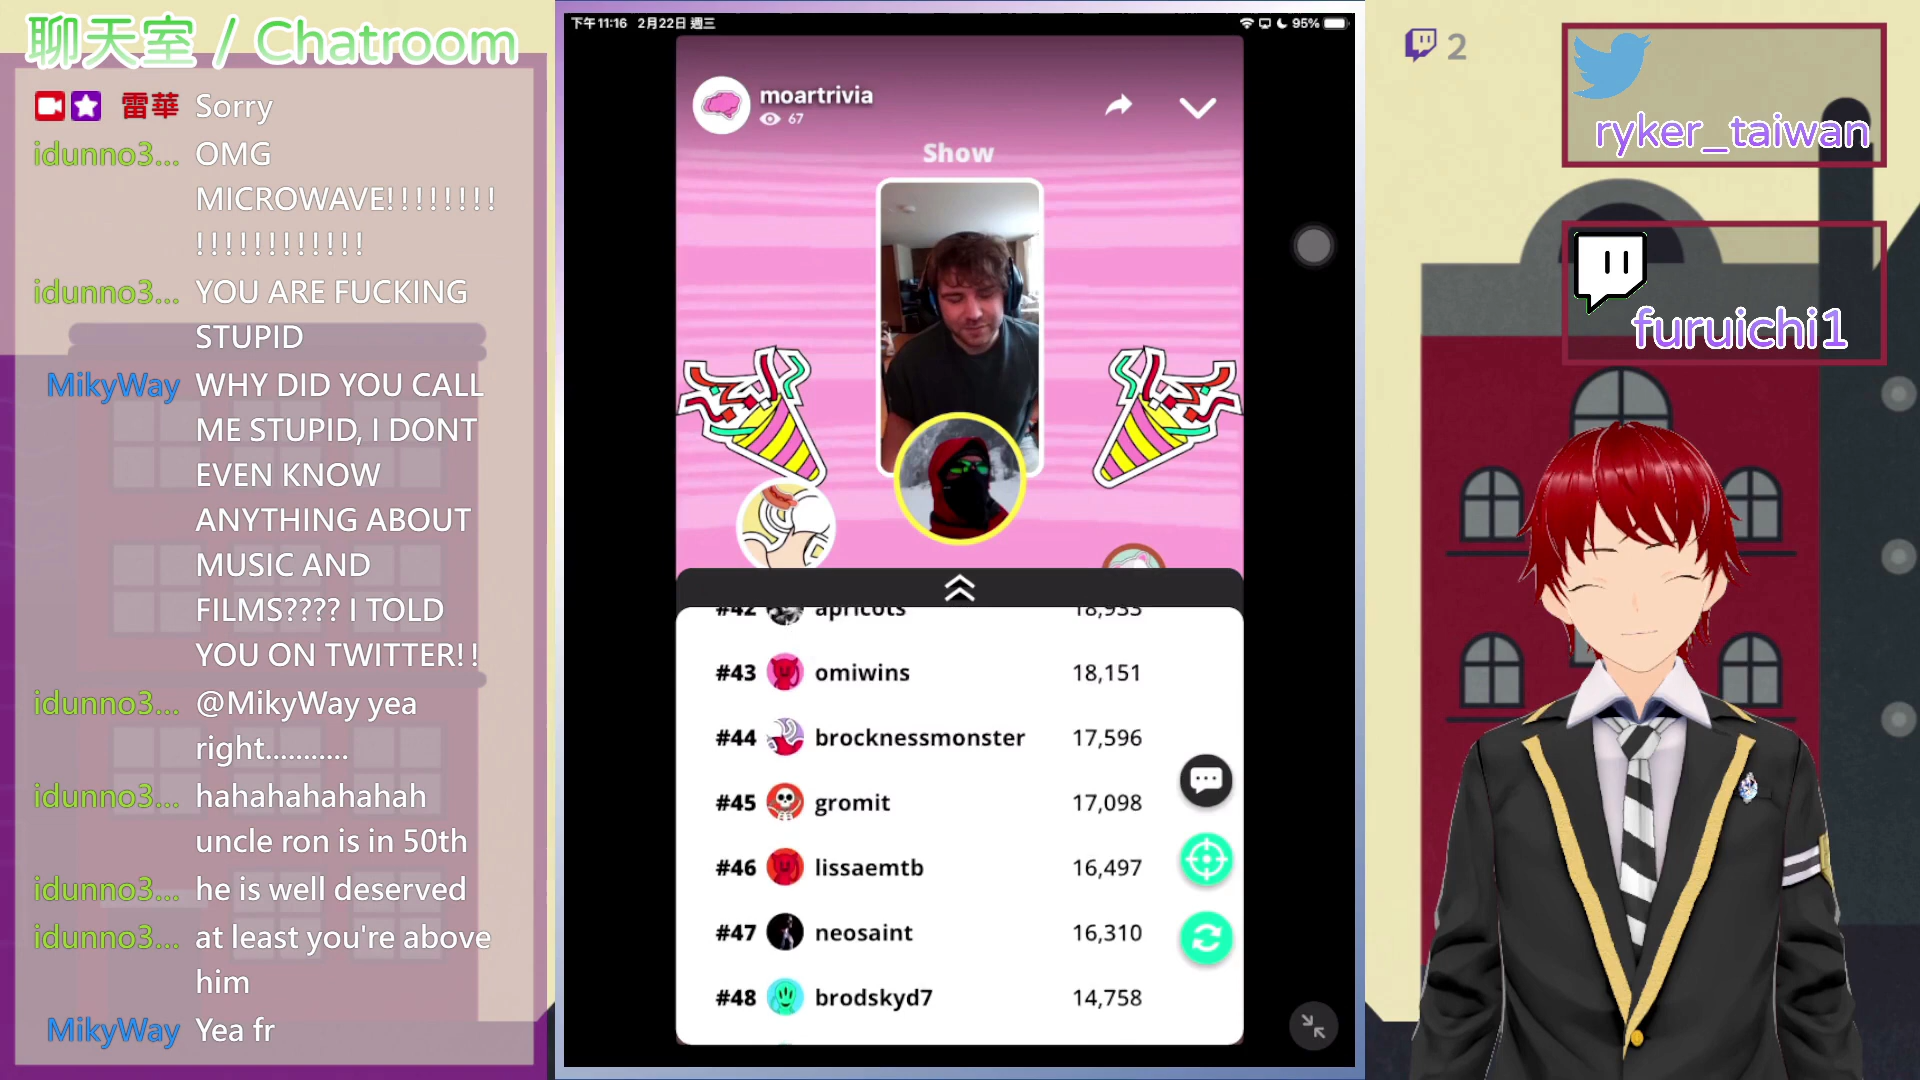 聊天室 / Chatroom
雷華 Sorry
idunno3... OMG
MICROWAVE!!!!!!!!
!!!!!!!!!!!!
idunno3... YOU ARE FUCKING
STUPID
MikyWay WHY DID YOU CALL
ME STUPID, I DONT
EVEN KNOW
ANYTHING ABOUT
MUSIC AND
FILMS???? I TOLD
YOU ON TWITTER!!
idunno3... @MikyWay yea
right...........
idunno3... hahahahahahah
uncle ron is in 50th
idunno3... he is well deserved
idunno3... at least you're above
him
MikyWay Yea fr
下午11:16 2月22日 週三
95%
moartrivia
67
Show
#42 apricots 18,933
#43 omiwins 18,151
#44 brocknessmonster 17,596
#45 gromit 17,098
#46 lissaemtb 16,497
#47 neosaint 16,310
#48 brodskyd7 14,758
2
ryker_taiwan
furuichi1